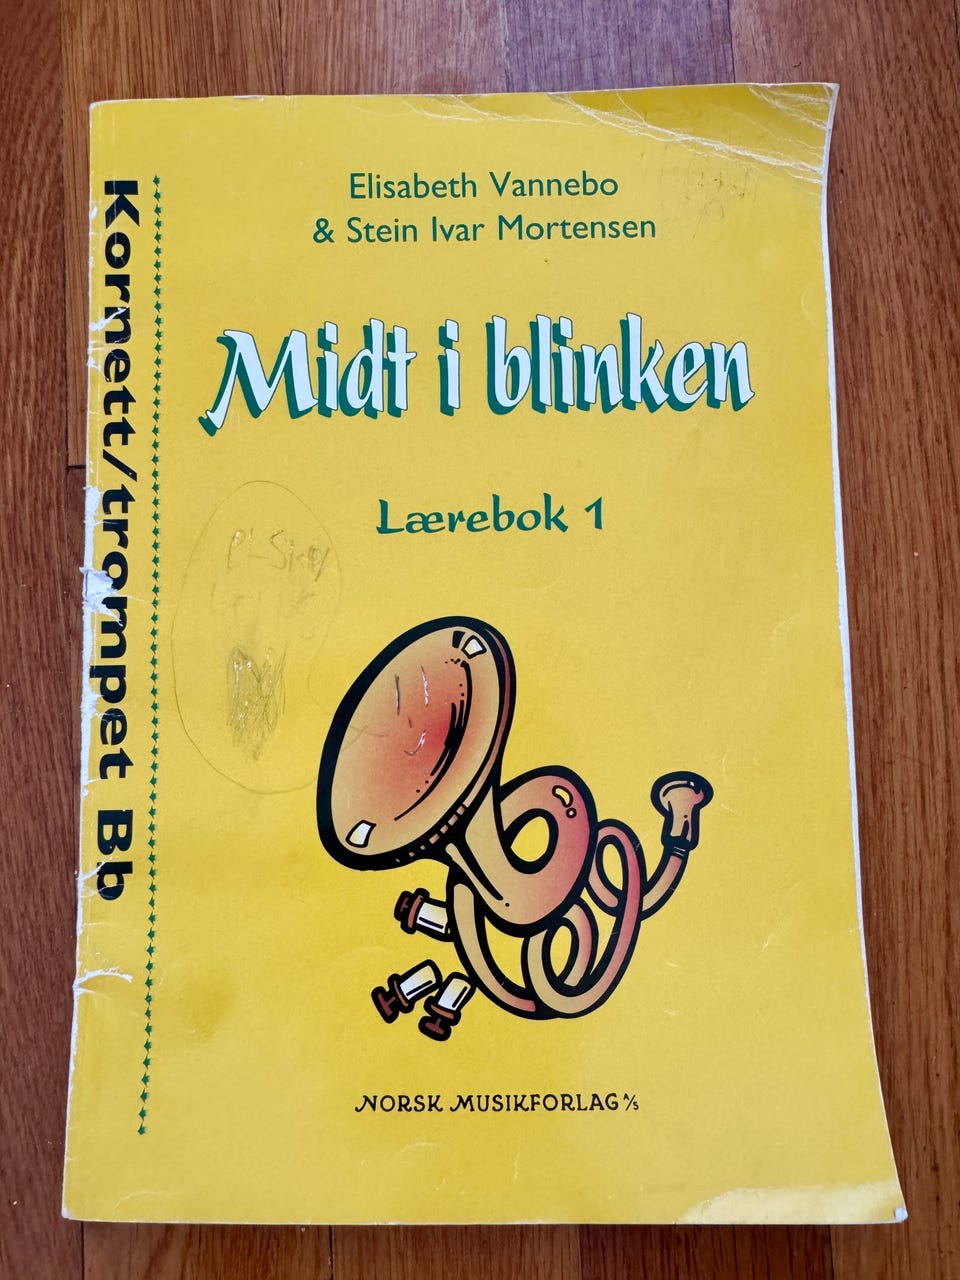 Elisabeth Vannebo
& Stein Ivar Mortensen
Midt i blinken
Lærebok 1
Kornett/trompet Bb
NORSK MUSIKFORLAG A/S